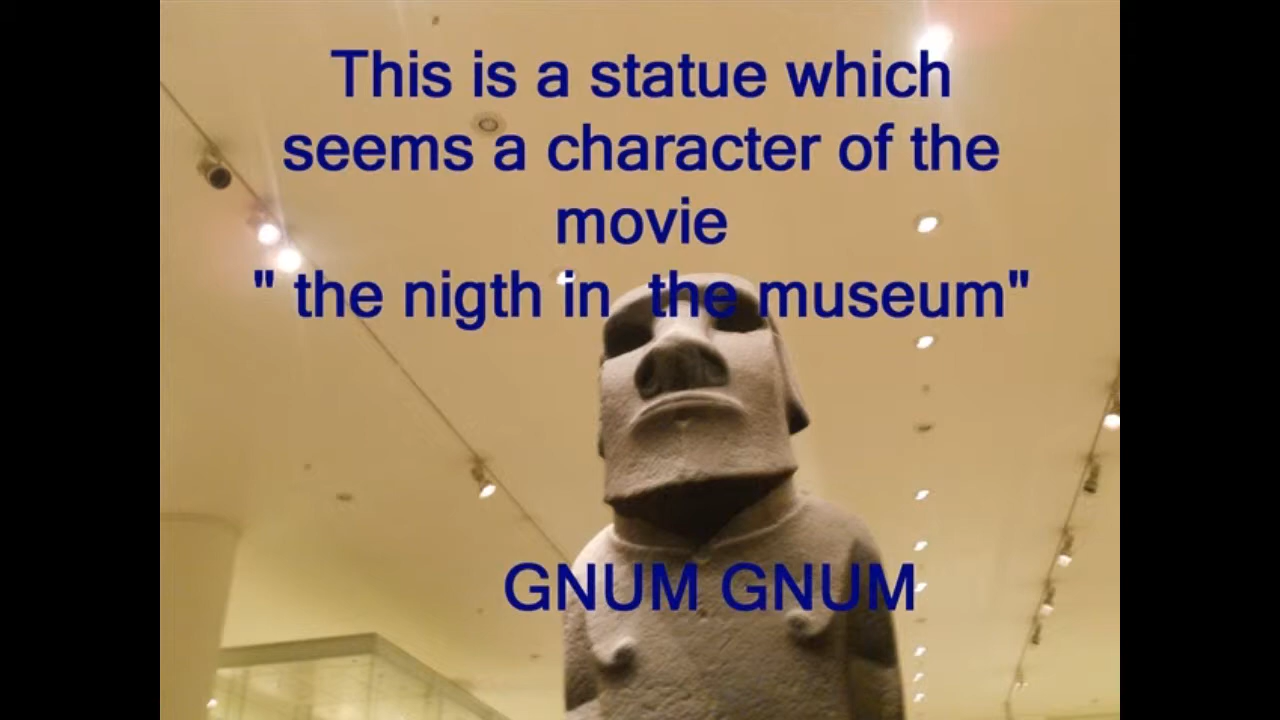 This is a statue which
seems a character of the
movie
" the nigth in  the museum"
GNUM GNUM